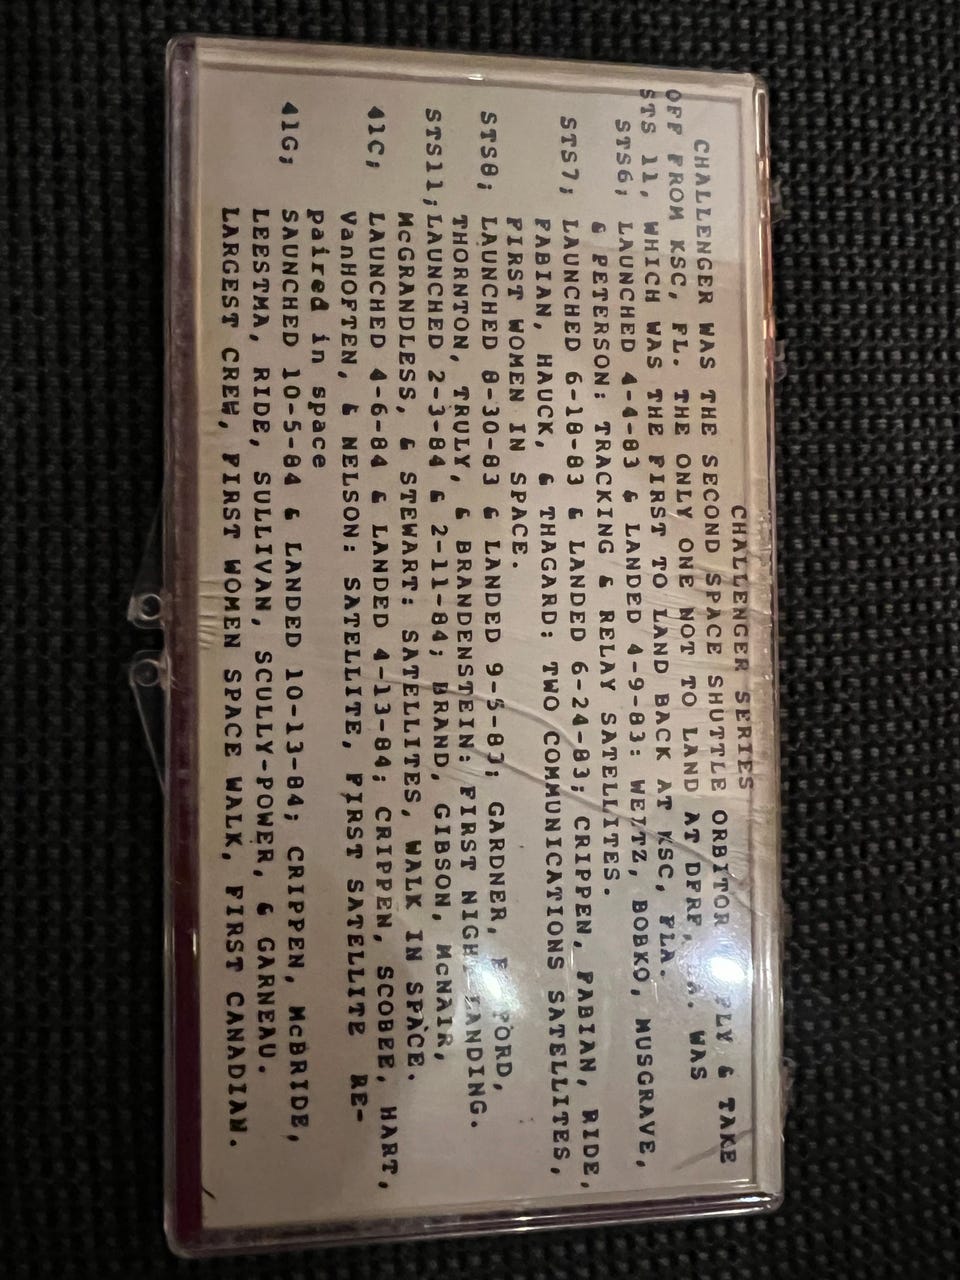 CHALLENGER SERIES
CHALLENGER WAS THE SECOND SPACE SHUTTLE ORBITOR FLY & TAKE
OFF FROM KSC, FL. THE ONLY ONE NOT TO LAND AT DFRF, WAS
STS 11, WHICH WAS THE FIRST TO LAND BACK AT KSC, FLA.
STS6; LAUNCHED 4-4-83 & LANDED 4-9-83: WEITZ, BOBKO, MUSGRAVE,
& PETERSON: TRACKING & RELAY SATELLITES.
STS7; LAUNCHED 6-18-83 & LANDED 6-24-83; CRIPPEN, FABIAN, RIDE,
FABIAN, HAUCK, & THAGARD: TWO COMMUNICATIONS SATELLITES,
FIRST WOMEN IN SPACE.
STS8; LAUNCHED 8-30-83 & LANDED 9-5-83; GARDNER,
THORNTON, TRULY, & BRANDENSTEIN: FIRST NIGHT LANDING.
STS11; LAUNCHED 2-3-84 & 2-11-84; BRAND, GIBSON, McNAIR,
McGRANDLESS, & STEWART: SATELLITES, WALK IN SPACE.
41C; LAUNCHED 4-6-84 & LANDED 4-13-84; CRIPPEN, SCOBEE, HART,
VanHOFTEN, & NELSON: SATELLITE, FIRST SATELLITE RE-
paired in space
41G; SAUNCHED 10-5-84 & LANDED 10-13-84; CRIPPEN, McBRIDE,
LEESTMA, RIDE, SULLIVAN, SCULLY-POWER, & GARNEAU.
LARGEST CREW, FIRST WOMEN SPACE WALK, FIRST CANADIAN.